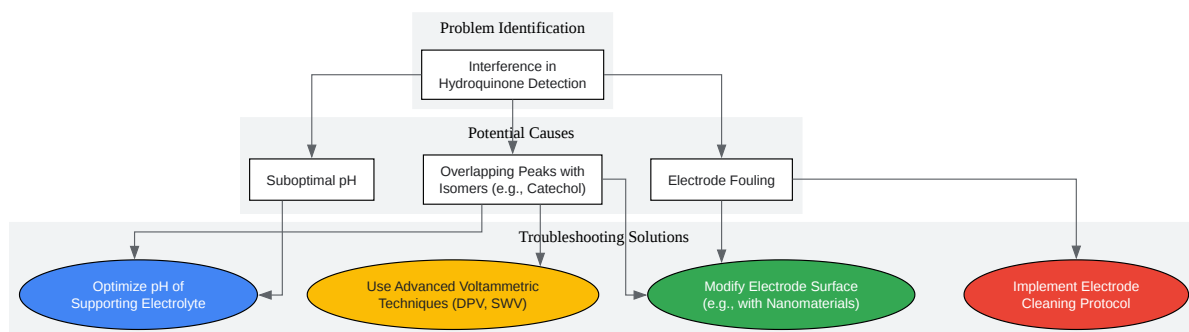 Problem Identification
Interference in
Hydroquinone Detection
Potential Causes
Suboptimal pH
Overlapping Peaks with
Isomers (e.g., Catechol)
Electrode Fouling
Troubleshooting Solutions
Optimize pH of
Supporting Electrolyte
Use Advanced Voltammetric
Techniques (DPV, SWV)
Modify Electrode Surface
(e.g., with Nanomaterials)
Implement Electrode
Cleaning Protocol